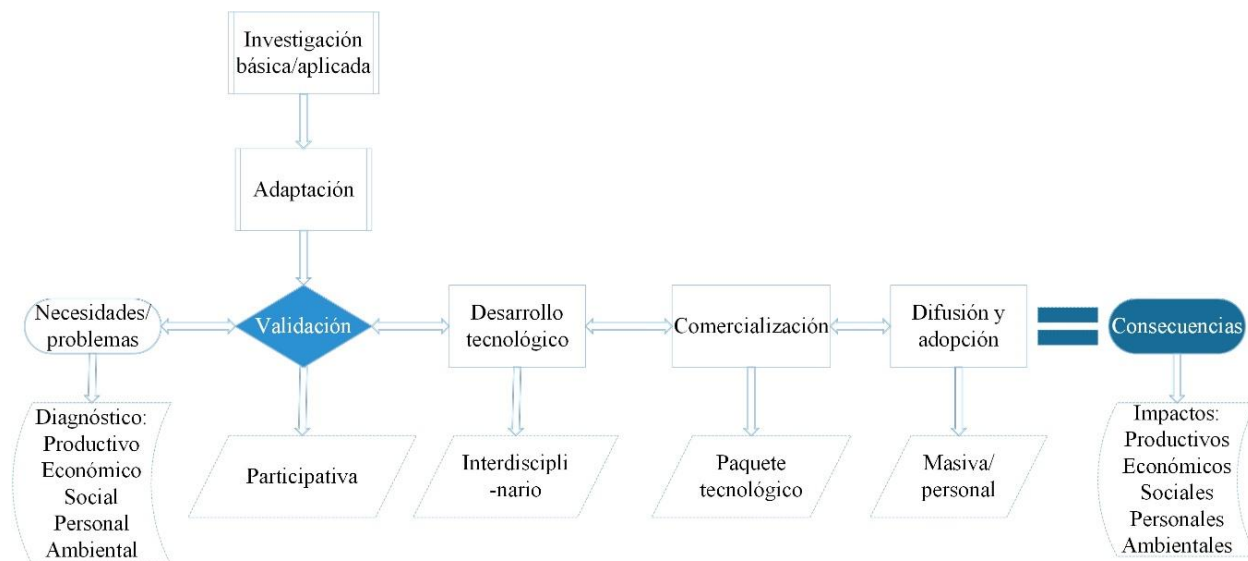 Investigación
básica/aplicada
Adaptación
Necesidades/
problemas
Validación
Desarrollo
tecnológico
Comercialización
Difusión y
adopción
Consecuencias
Diagnóstico:
Productivo
Económico
Social
Personal
Ambiental
Participativa
Interdiscipli
-nario
Paquete
tecnológico
Masiva/
personal
Impactos:
Productivos
Económicos
Sociales
Personales
Ambientales